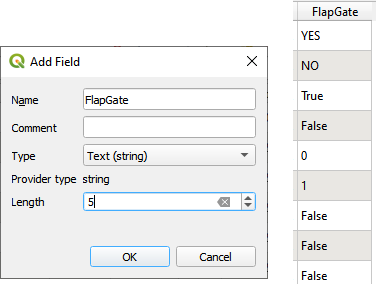 Add Field
Name FlapGate
Comment
Type Text (string)
Provider type string
Length 5
OK Cancel
FlapGate
YES
NO
True
False
0
1
False
False
False